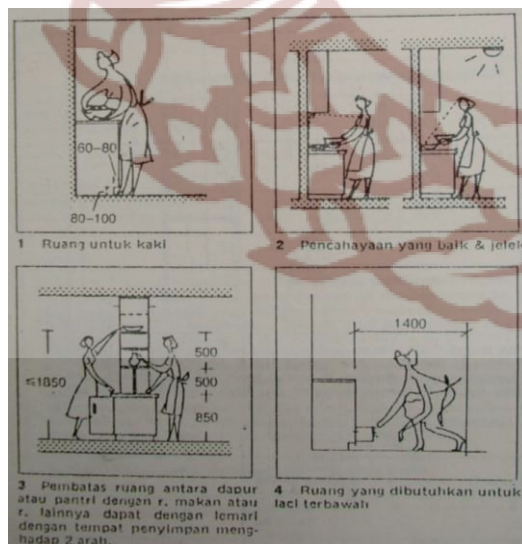 60–80
80–100
1 Ruang untuk kaki
2 Pencahayaan yang baik & jelek
≤1850
500
500
850
3 Pembatas ruang antara dapur
atau pantri dengan r. makan atau
r. lainnya dapat dengan lemari
dengan tempat penyimpan meng-
hadap 2 arah.
1400
4 Ruang yang dibutuhkan untuk
laci terbawah